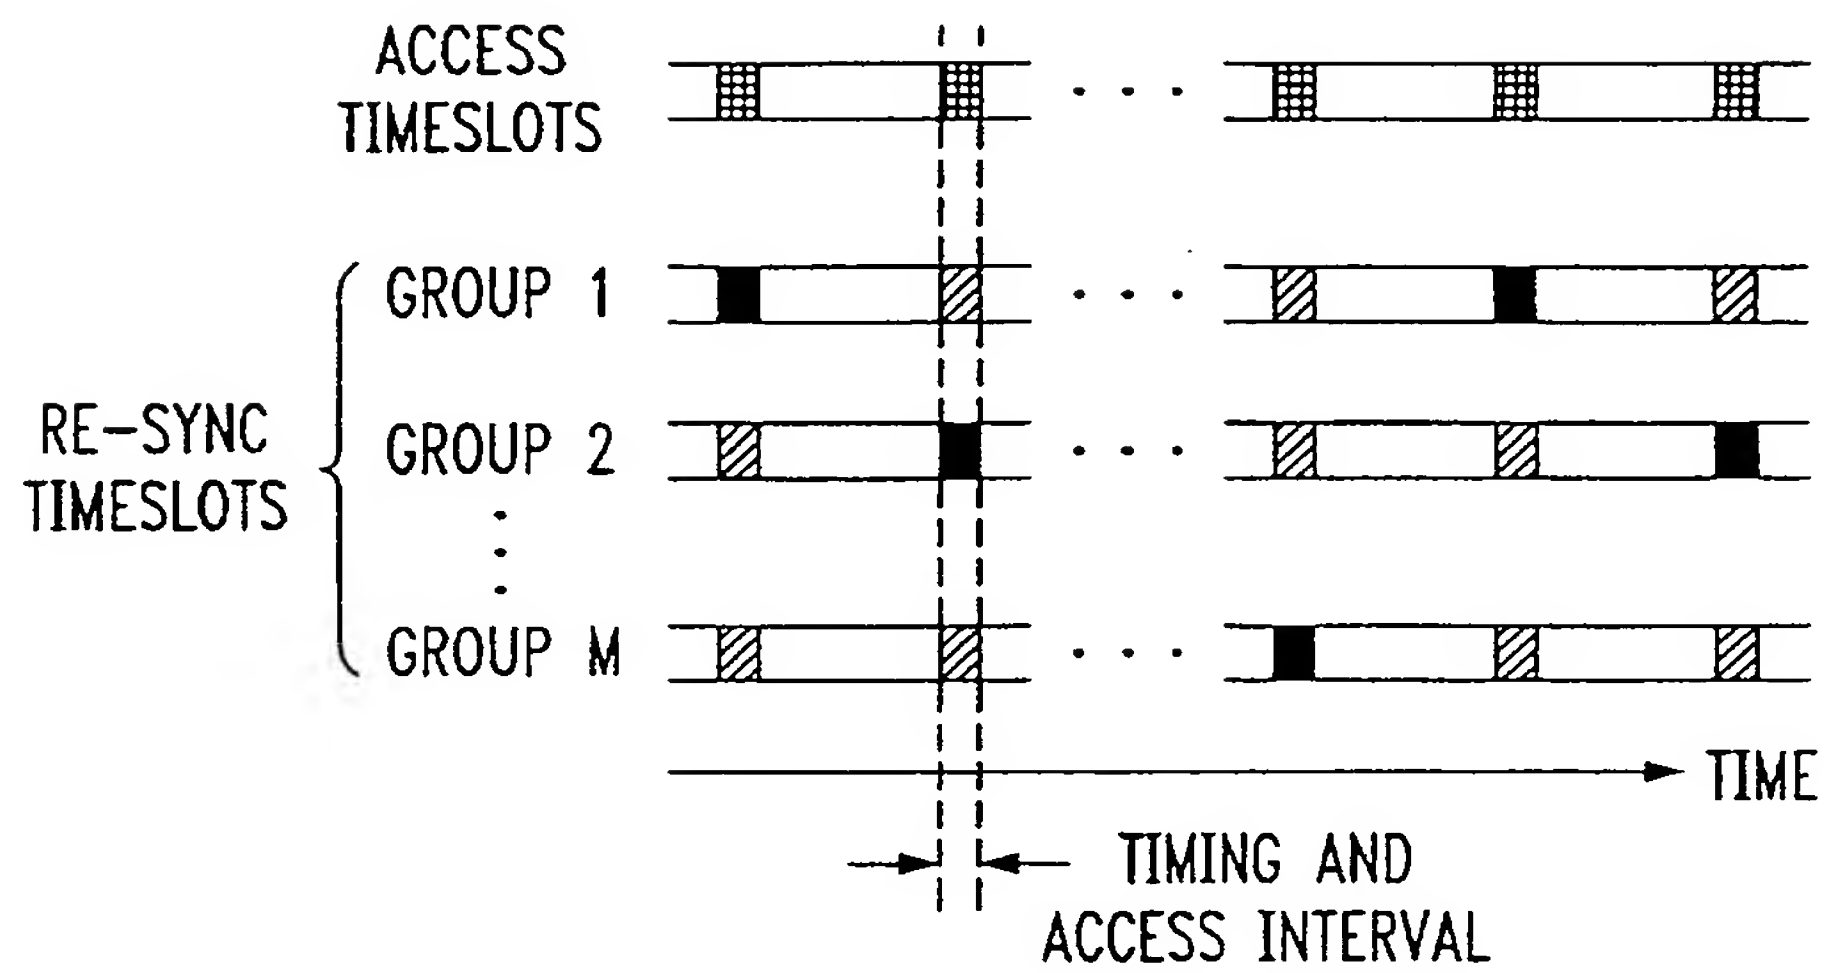 ACCESS
TIMESLOTS
GROUP 1
RE-SYNC
TIMESLOTS
GROUP 2
GROUP M
TIME
TIMING AND
ACCESS INTERVAL